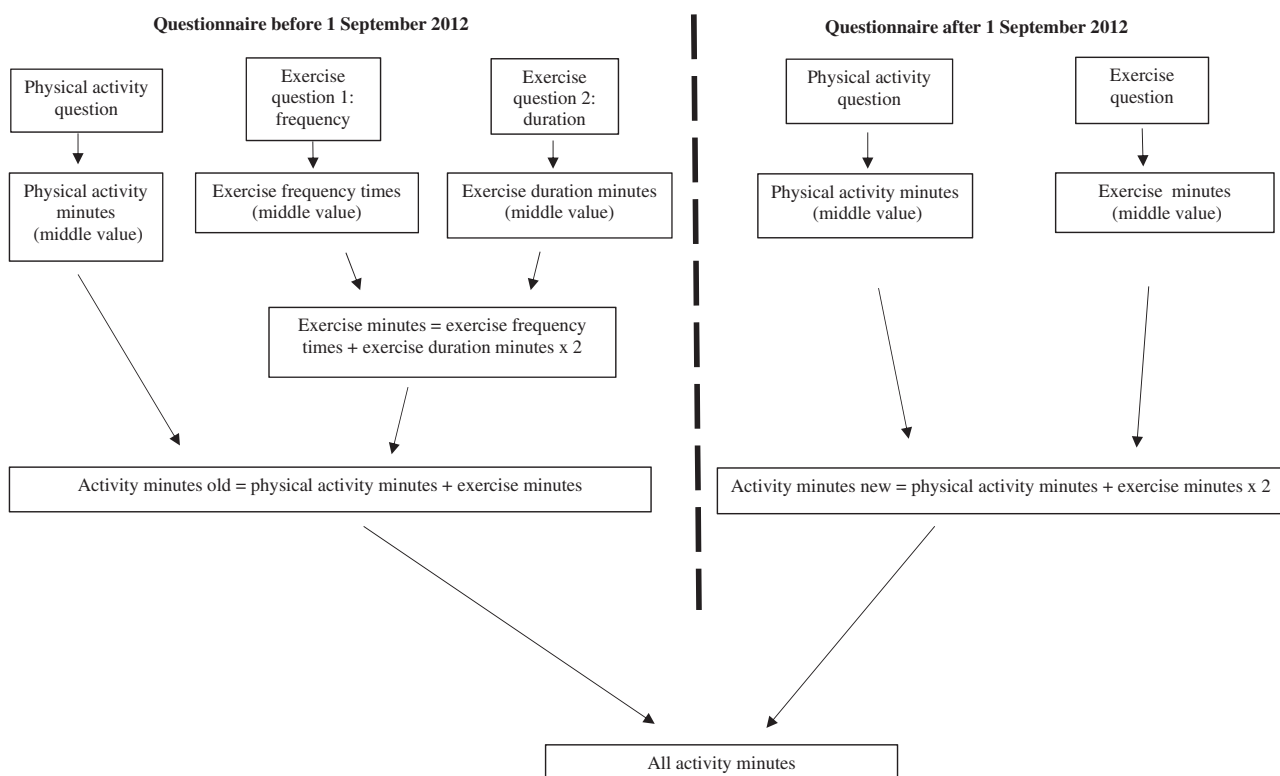 Questionnaire before 1 September 2012
Physical activity
question
Exercise
question 1:
frequency
Exercise
question 2:
duration
Physical activity
minutes
(middle value)
Exercise frequency times
(middle value)
Exercise duration minutes
(middle value)
Exercise minutes = exercise frequency
times + exercise duration minutes x 2
Activity minutes old = physical activity minutes + exercise minutes
Questionnaire after 1 September 2012
Physical activity
question
Exercise
question
Physical activity minutes
(middle value)
Exercise minutes
(middle value)
Activity minutes new = physical activity minutes + exercise minutes x 2
All activity minutes